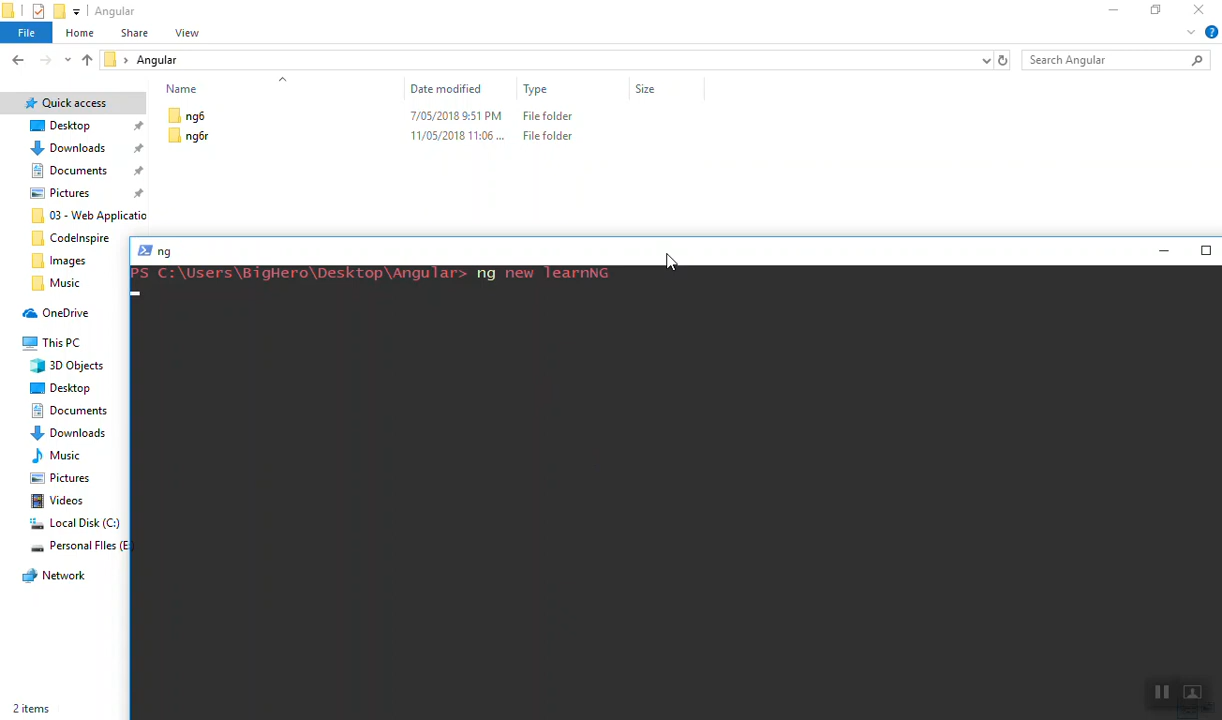 Angular
File Home Share View
Angular Search Angular
Name Date modified Type Size
Quick access
ng6 7/05/2018 9:51 PM File folder
Desktop
ng6r 11/05/2018 11:06 ... File folder
Downloads
Documents
Pictures
03 - Web Applicatio
CodeInspire
Images
Music
OneDrive
This PC
3D Objects
Desktop
Documents
Downloads
Music
Pictures
Videos
Local Disk (C:)
Personal FIles (E:
Network
2 items
ng
PS C:\Users\BigHero\Desktop\Angular> ng new learnNG